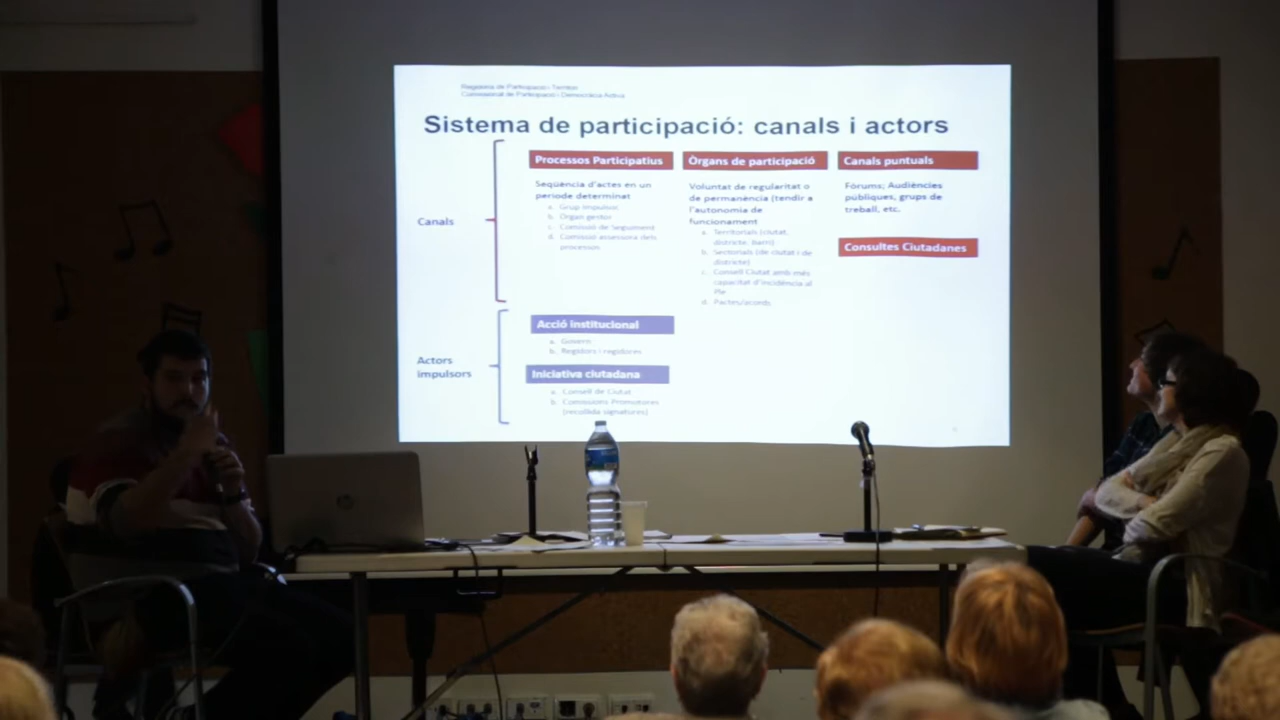 Regidoria de Participació i Territori
Comissionat de Participació i Democràcia Activa
Sistema de participació: canals i actors
Canals
Processos Participatius
Seqüència d'actes en un
període determinat
a. Grup impulsor
b. Òrgan gestor
c. Comissió de Seguiment
d. Comissió assessora dels
processos
Òrgans de participació
Voluntat de regularitat o
de permanència (tendir a
l'autonomia de
funcionament
a. Territorials (ciutat,
districte, barri)
b. Sectorials (de ciutat i de
districte)
c. Consell Ciutat amb més
capacitat d'incidència al
Ple
d. Pactes/acords
Canals puntuals
Fòrums; Audiències
públiques, grups de
treball, etc.
Consultes Ciutadanes
Actors
impulsors
Acció institucional
a. Govern
b. Regidors i regidores
Iniciativa ciutadana
a. Consell de Ciutat
b. Comissions Promotores
(recollida signatures)
hp